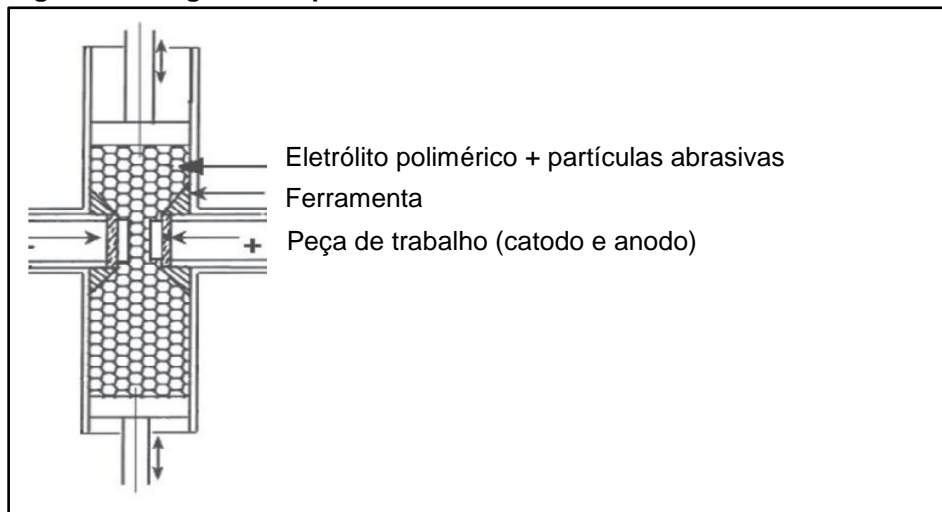 Eletrólito polimérico + partículas abrasivas
Ferramenta
- +
Peça de trabalho (catodo e anodo)